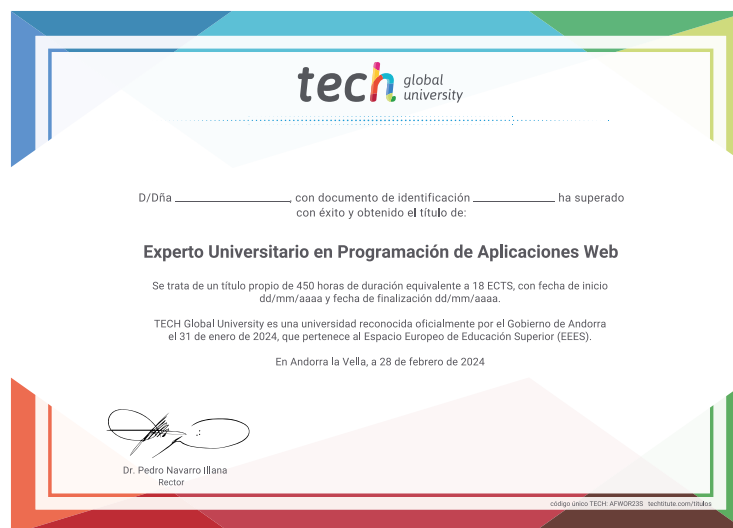 tech global university
D/Dña ____________, con documento de identificación ____________ ha superado
con éxito y obtenido el título de:
Experto Universitario en Programación de Aplicaciones Web
Se trata de un título propio de 450 horas de duración equivalente a 18 ECTS, con fecha de inicio
dd/mm/aaaa y fecha de finalización dd/mm/aaaa.
TECH Global University es una universidad reconocida oficialmente por el Gobierno de Andorra
el 31 de enero de 2024, que pertenece al Espacio Europeo de Educación Superior (EEES).
En Andorra la Vella, a 28 de febrero de 2024
Dr. Pedro Navarro Illana
Rector
código único TECH: AFWOR23S techtitute.com/titulos